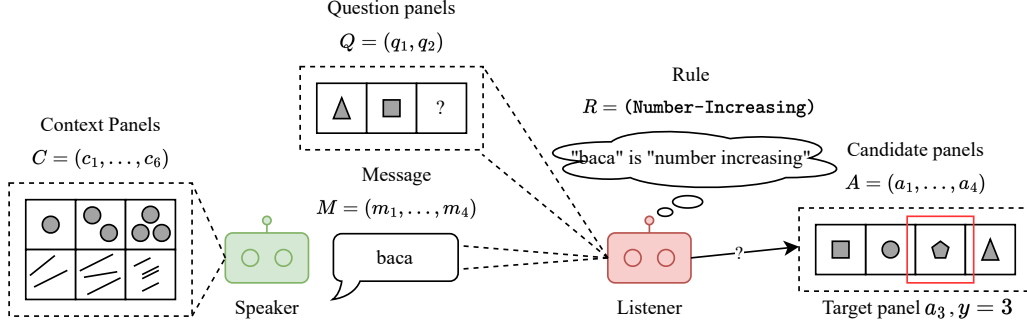 Question panels
Q = (q₁, q₂)
?
Rule
R = (Number-Increasing)
"baca" is "number increasing"
Context Panels
C = (c₁, . . . , c₆)
Message
M = (m₁, . . . , m₄)
baca
Candidate panels
A = (a₁, . . . , a₄)
?
Speaker
Listener
Target panel a₃, y = 3